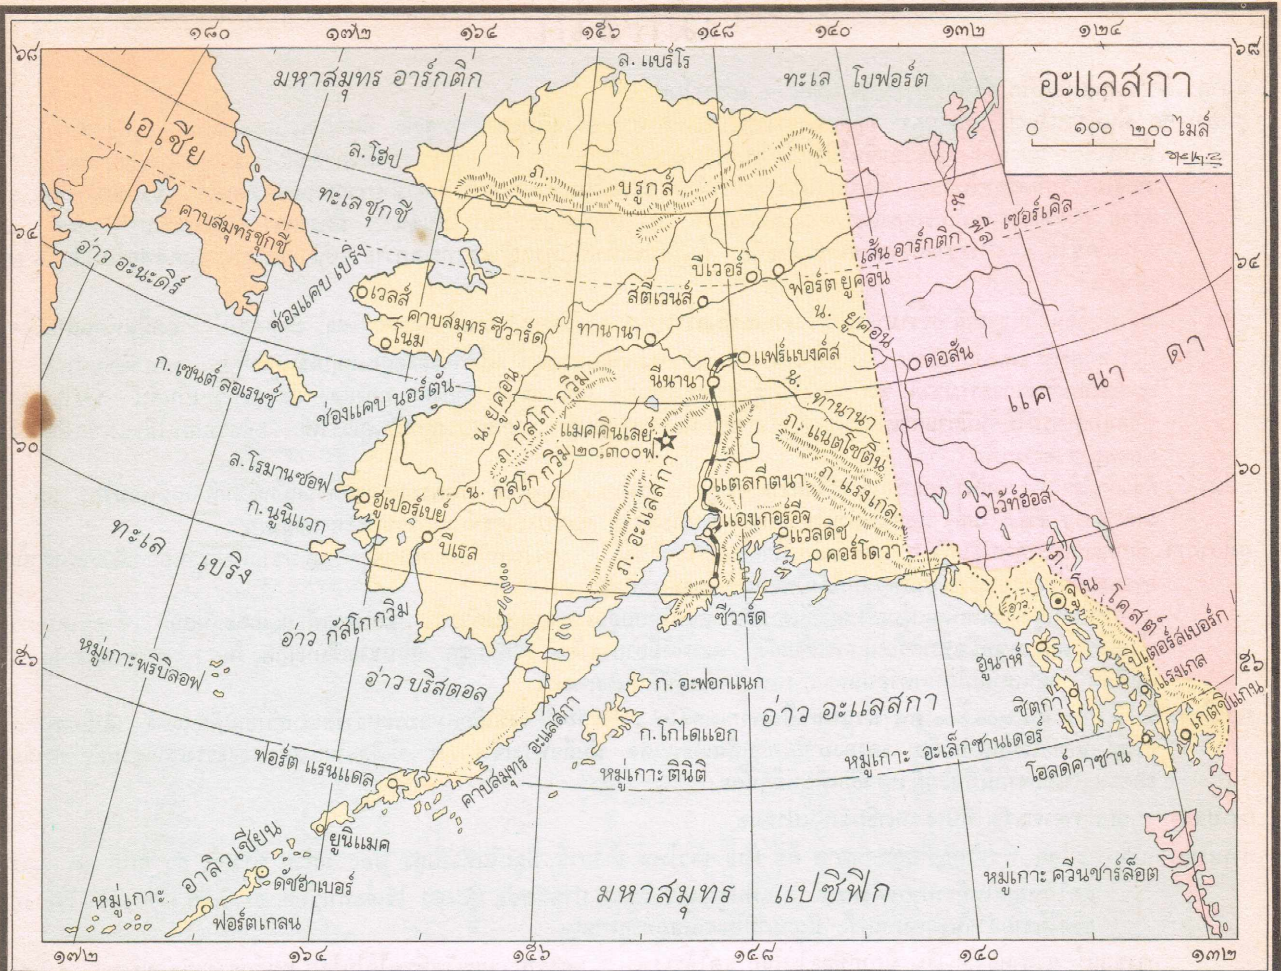 ๑๘๐ ๑๗๒ ๑๖๔ ๑๕๖ ๑๔๘ ๑๔๐ ๑๓๒ ๑๒๔
๖๘
๖๘
อะแลสกา
๐ ๑๐๐ ๒๐๐ ไมล์
มหาสมุทร อาร์กติก
ล. แบร์โร
ทะเล โบฟอร์ต
เอเซีย
ล.โฮป
ภ. บรูกส์
ทะเลชุกชี
คาบสมุทรชุกชี
เส้น อาร์กติก เซอร์เคิล
๖๔
๖๔
อ่าว อะนะดีร์
ช่องแคบ เบริง
บีเวอร์
ฟอร์ต ยูคอน
เวลส์
สตีเวนส์
น. ยูคอน
คาบสมุทร ซีวาร์ด
โนม
ทานานา
แฟร์แบงค์ส
ดอสัน
ก. เซนต์ ลอเรนซ์
ช่องแคบ นอร์ตัน
นีนานา
น. ทานานา
แคนาดา
น. ยูคอน
ภ. กัสโก กวิม
แมคคินเลย์
๒๐,๓๐๐ฟ.
ภ. แนตโซติน
น. กัสโก กวิม
๖๐
๖๐
ล.โรมานซอฟ
ฮูเปอร์เบย์
แตลกีตนา
ภ. แรงเกล
ไว้ท์ฮอส
ก. นูนิแวก
ภ. อะแลสกา
แองเกอร์อีจ
แวลดิซ
ทะเล เบริง
บีเธล
คอร์โดวา
ซีวาร์ด
ภ. โคสต์
จูโน
อ่าว กัสโกกวิม
ปีเตอร์สเบอร์ก
ฮูนาห์
แรงเกล
๕๖
๕๖
หมู่เกาะพริบิลอฟ
อ่าว บริสตอล
ก. อะฟอกแนก
อ่าว อะแลสกา
ซิตกา
เกตชิแกน
ก.โกไดแอก
หมู่เกาะ อะเล็กซานเดอร์
โอลด์คาซาน
ฟอร์ต แรนแดล
คาบสมุทร อะแลสกา
หมู่เกาะ ตินิติ
ยูนิแมค
หมู่เกาะ อาลิวเชียน
ดัชฮาเบอร์
ฟอร์ตเกลน
มหาสมุทร แปซิฟิก
หมู่เกาะ ควีนชาร์ล็อต
๑๗๒ ๑๖๔ ๑๕๖ ๑๔๘ ๑๔๐ ๑๓๒